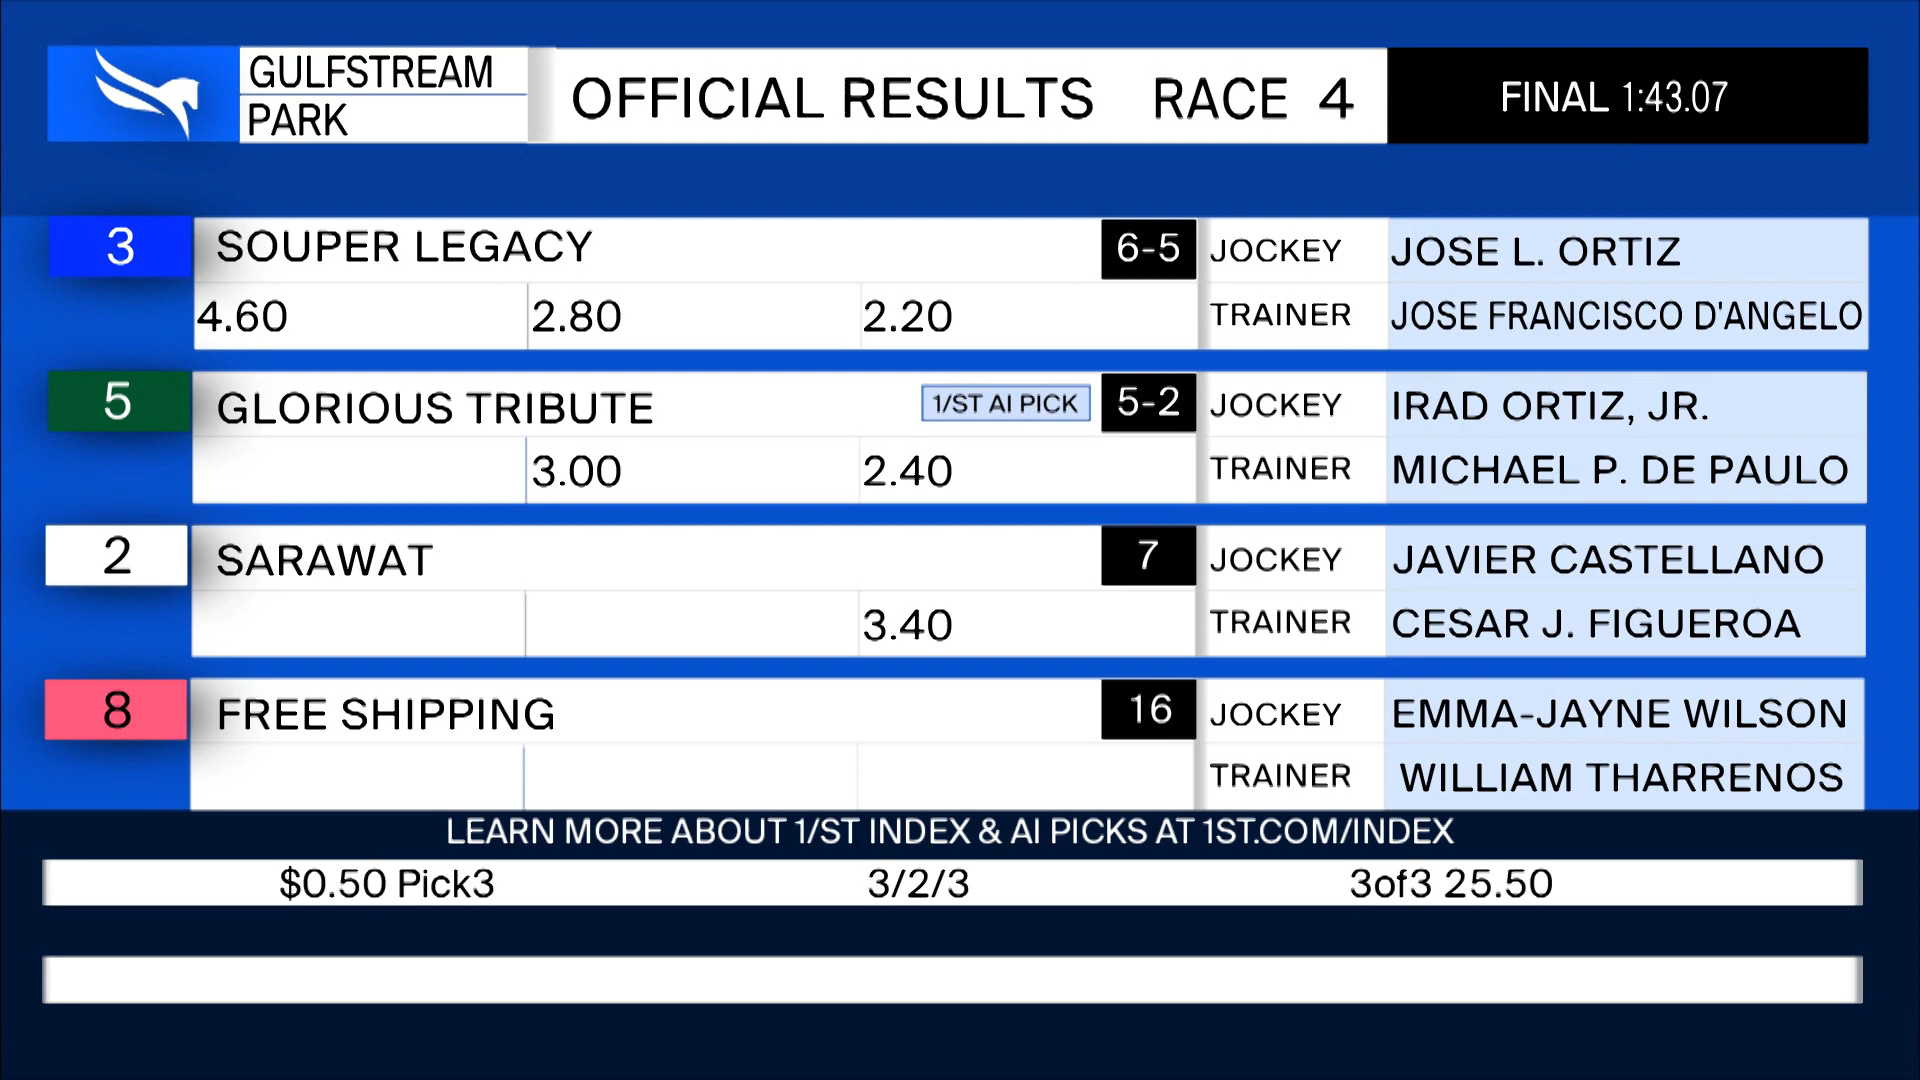 GULFSTREAM
PARK
OFFICIAL RESULTS RACE 4
FINAL 1:43.07
3 SOUPER LEGACY 6-5 JOCKEY JOSE L. ORTIZ
4.60 2.80 2.20 TRAINER JOSE FRANCISCO D'ANGELO
5 GLORIOUS TRIBUTE 1/ST AI PICK 5-2 JOCKEY IRAD ORTIZ, JR.
3.00 2.40 TRAINER MICHAEL P. DE PAULO
2 SARAWAT 7 JOCKEY JAVIER CASTELLANO
3.40 TRAINER CESAR J. FIGUEROA
8 FREE SHIPPING 16 JOCKEY EMMA-JAYNE WILSON
TRAINER WILLIAM THARRENOS
LEARN MORE ABOUT 1/ST INDEX & AI PICKS AT 1ST.COM/INDEX
$0.50 Pick3 3/2/3 3of3 25.50